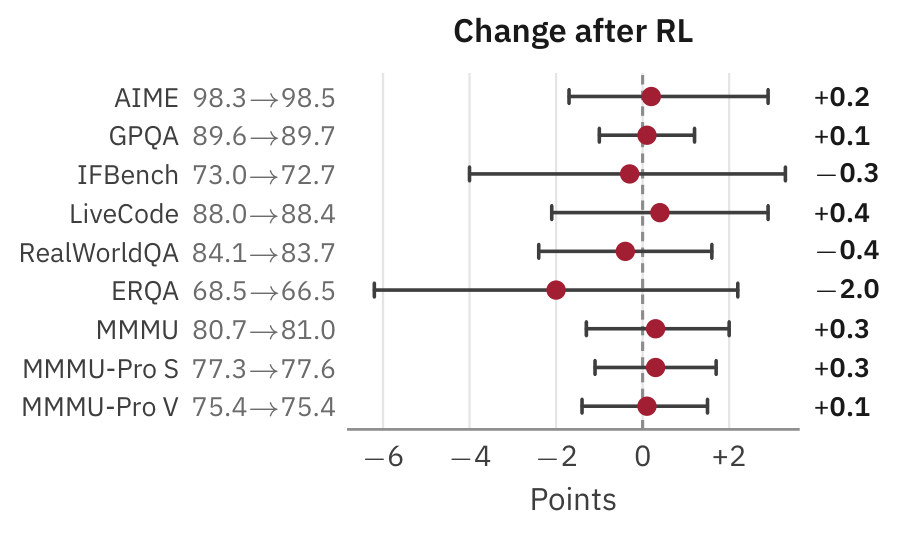 Change after RL
AIME 98.3→98.5 +0.2
GPQA 89.6→89.7 +0.1
IFBench 73.0→72.7 −0.3
LiveCode 88.0→88.4 +0.4
RealWorldQA 84.1→83.7 −0.4
ERQA 68.5→66.5 −2.0
MMMU 80.7→81.0 +0.3
MMMU-Pro S 77.3→77.6 +0.3
MMMU-Pro V 75.4→75.4 +0.1
−6 −4 −2 0 +2
Points